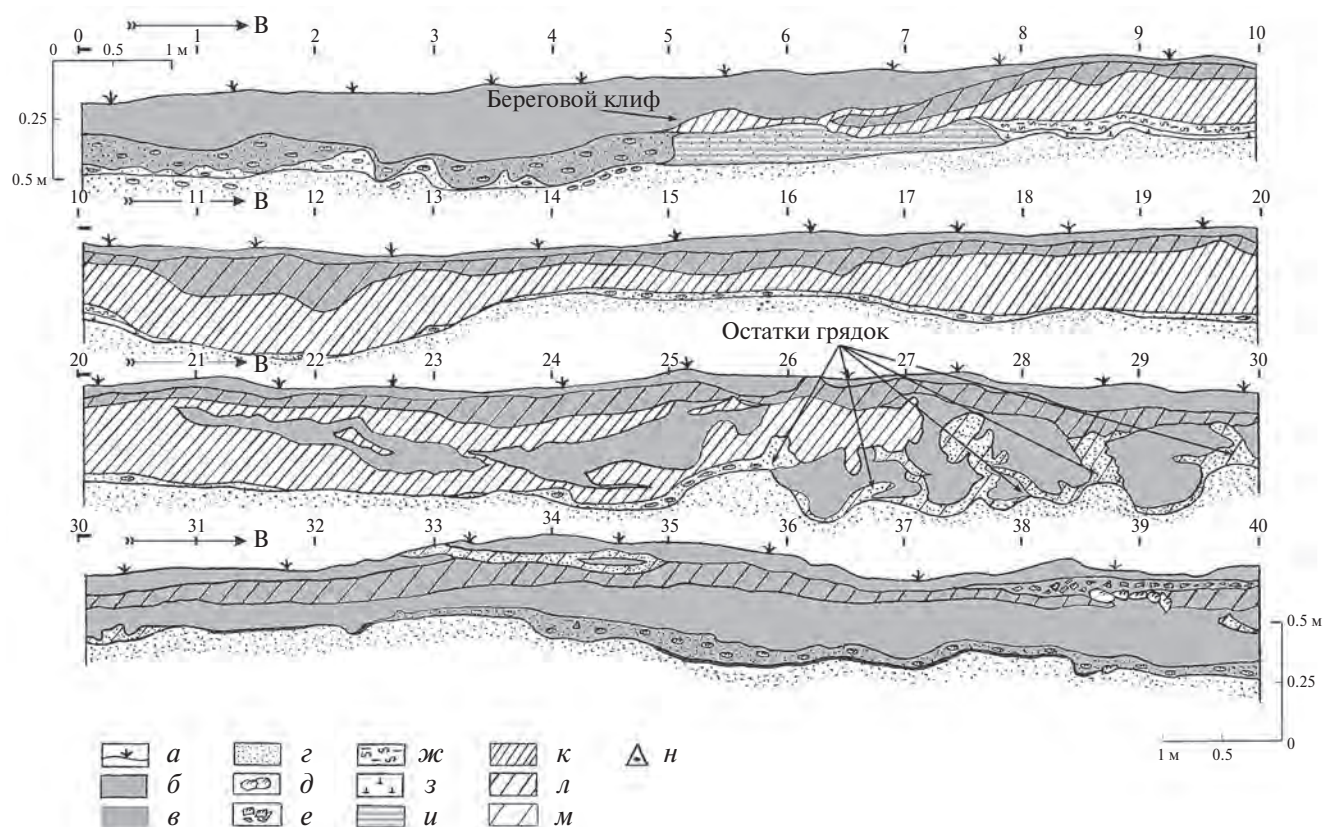 В
0 1 2 3 4 5 6 7 8 9 10
0 0.5 1 м
Береговой клиф
0.25
0.5 м
В
10 11 12 13 14 15 16 17 18 19 20
Остатки грядок
В
20 21 22 23 24 25 26 27 28 29 30
В
30 31 32 33 34 35 36 37 38 39 40
0.5 м
0.25
0
1 м 0.5
а г ж к н
б д з л
в е и м